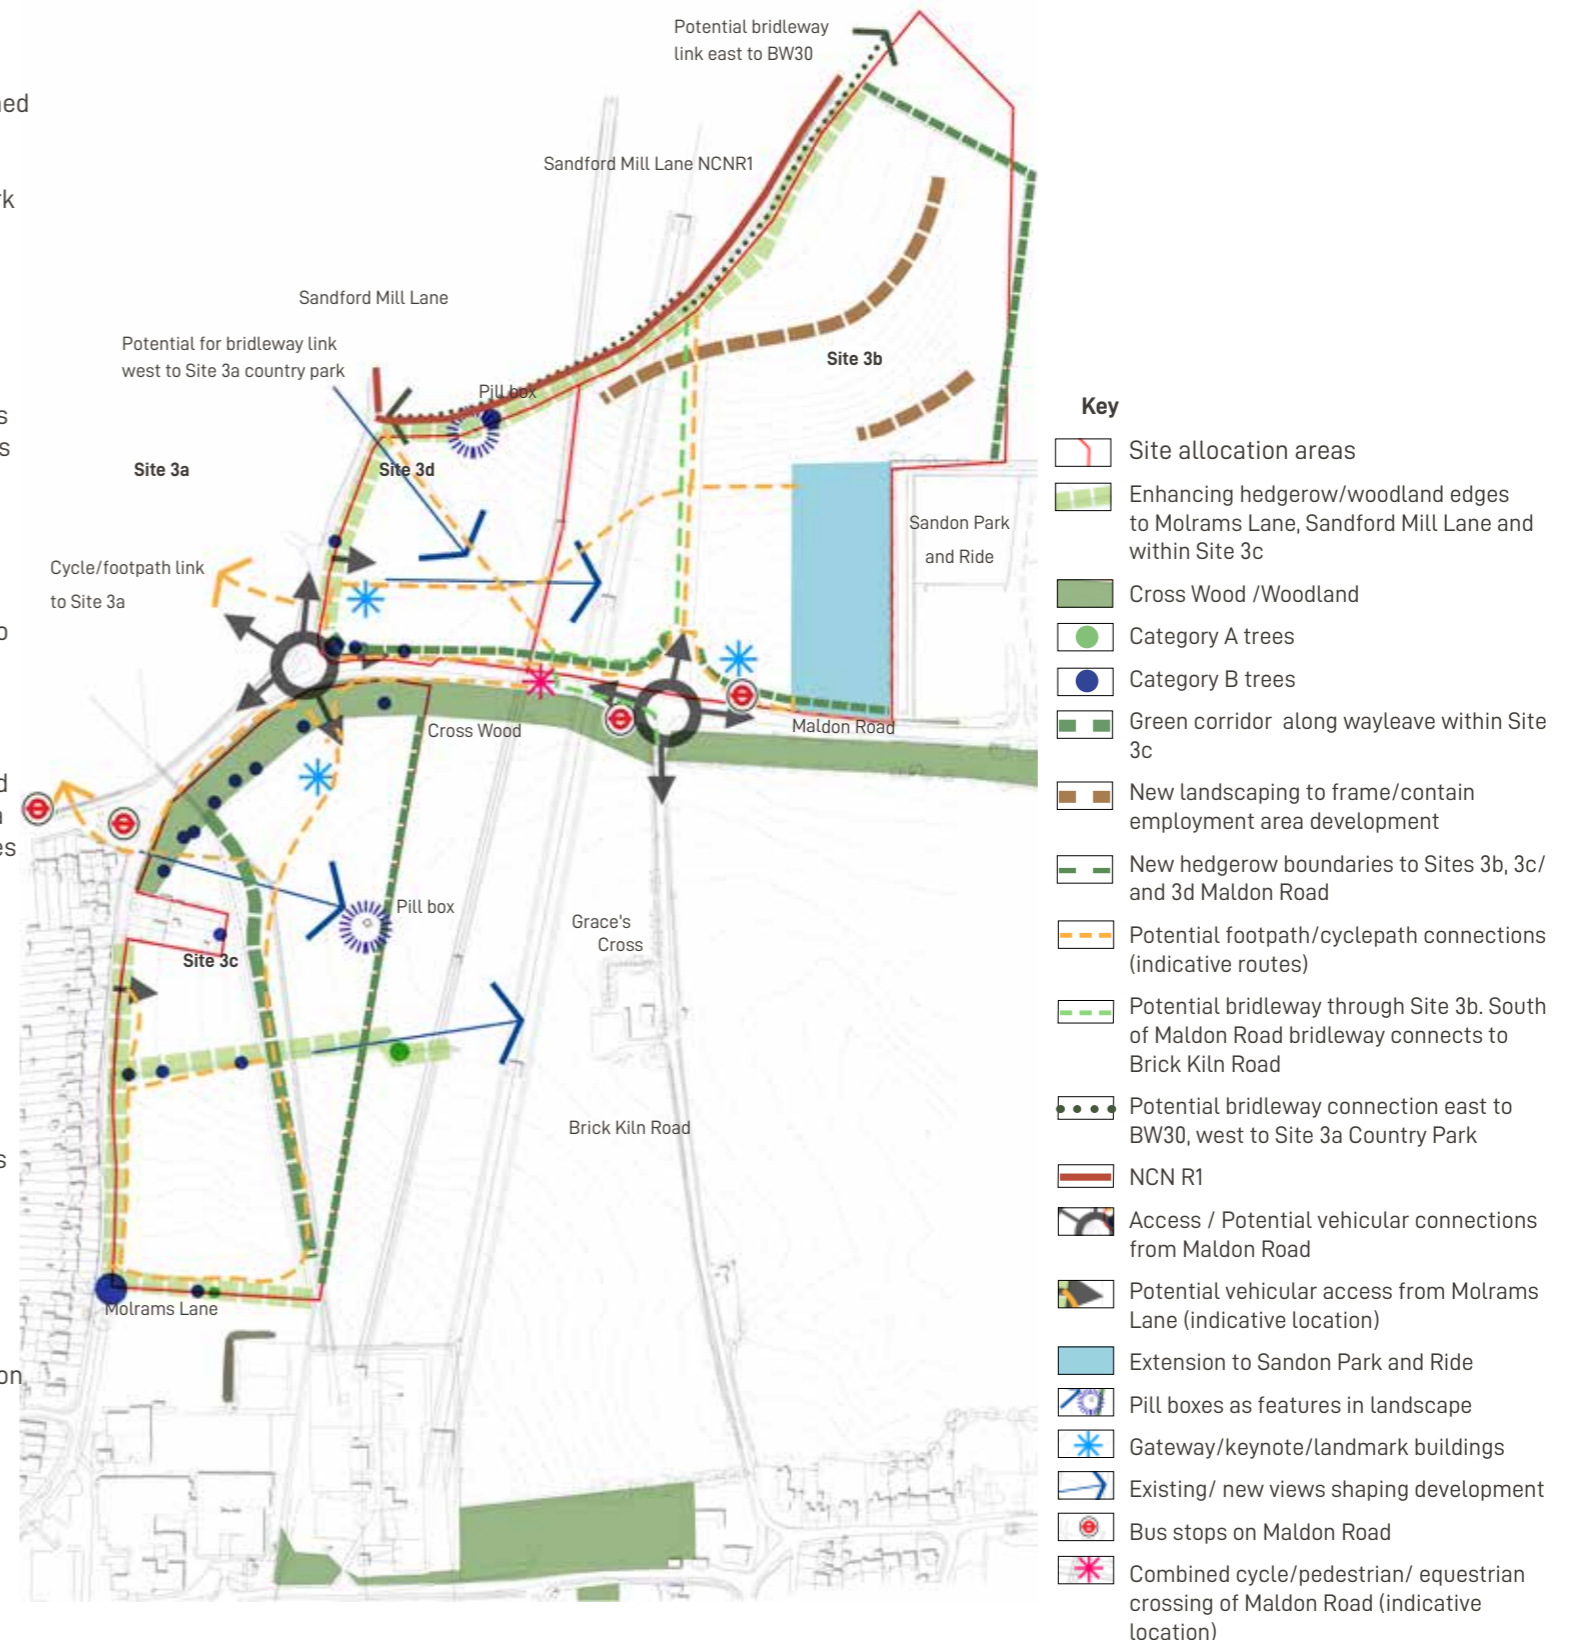 ned
rk
s
s
o
d
n
es
s
on
Potential bridleway
link east to BW30
Sandford Mill Lane NCNR1
Sandford Mill Lane
Potential for bridleway link
west to Site 3a country park
Pill box
Site 3b
Site 3a
Site 3d
Sandon Park
and Ride
Cycle/footpath link
to Site 3a
Cross Wood
Maldon Road
Pill box
Grace's
Cross
Site 3c
Brick Kiln Road
Molrams Lane
Key
Site allocation areas
Enhancing hedgerow/woodland edges
to Molrams Lane, Sandford Mill Lane and
within Site 3c
Cross Wood /Woodland
Category A trees
Category B trees
Green corridor along wayleave within Site
3c
New landscaping to frame/contain
employment area development
New hedgerow boundaries to Sites 3b, 3c/
and 3d Maldon Road
Potential footpath/cyclepath connections
(indicative routes)
Potential bridleway through Site 3b. South
of Maldon Road bridleway connects to
Brick Kiln Road
Potential bridleway connection east to
BW30, west to Site 3a Country Park
NCN R1
Access / Potential vehicular connections
from Maldon Road
Potential vehicular access from Molrams
Lane (indicative location)
Extension to Sandon Park and Ride
Pill boxes as features in landscape
Gateway/keynote/landmark buildings
Existing/ new views shaping development
Bus stops on Maldon Road
Combined cycle/pedestrian/ equestrian
crossing of Maldon Road (indicative
location)